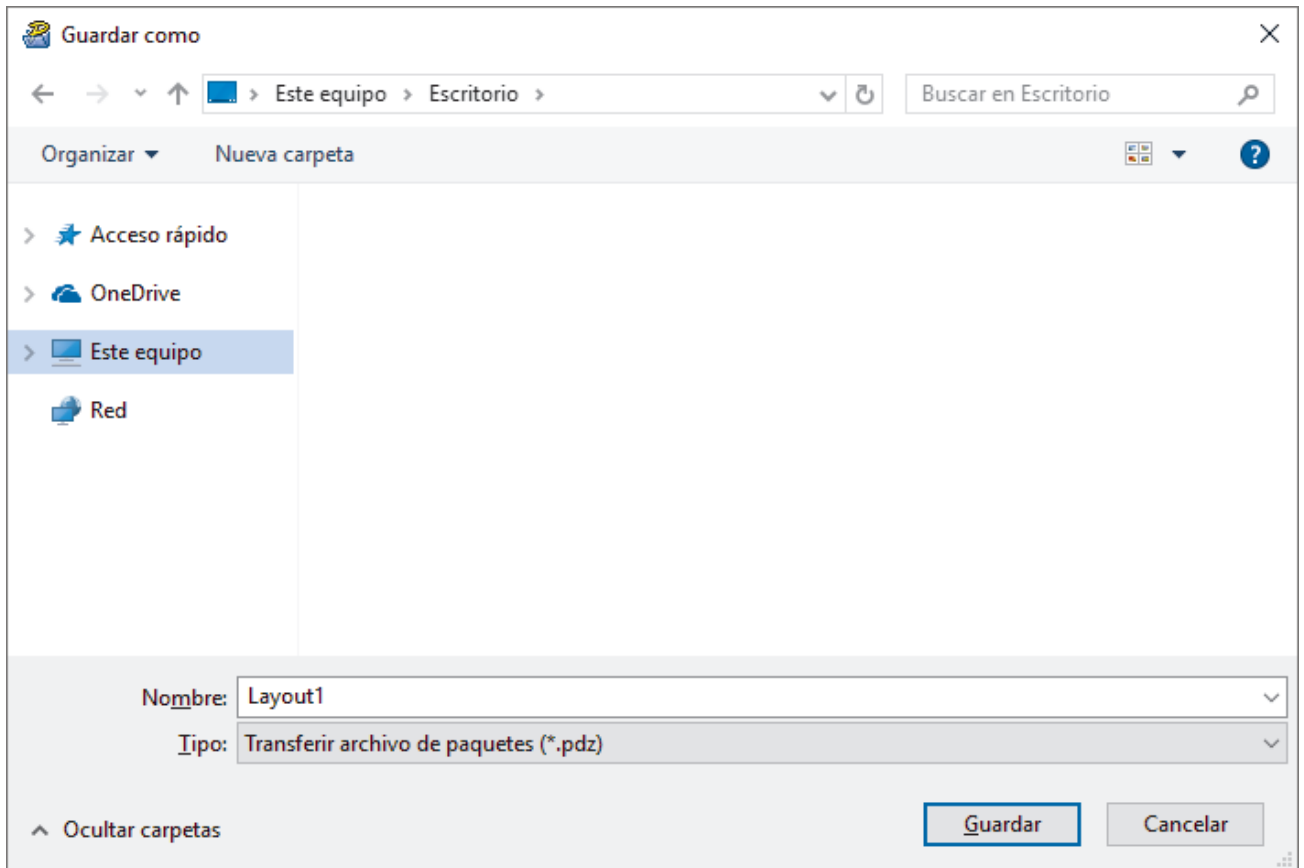 Guardar como
Este equipo > Escritorio >
Buscar en Escritorio
Organizar
Nueva carpeta
?
Acceso rápido
OneDrive
Este equipo
Red
Nombre: Layout1
Tipo: Transferir archivo de paquetes (*.pdz)
Ocultar carpetas
Guardar
Cancelar